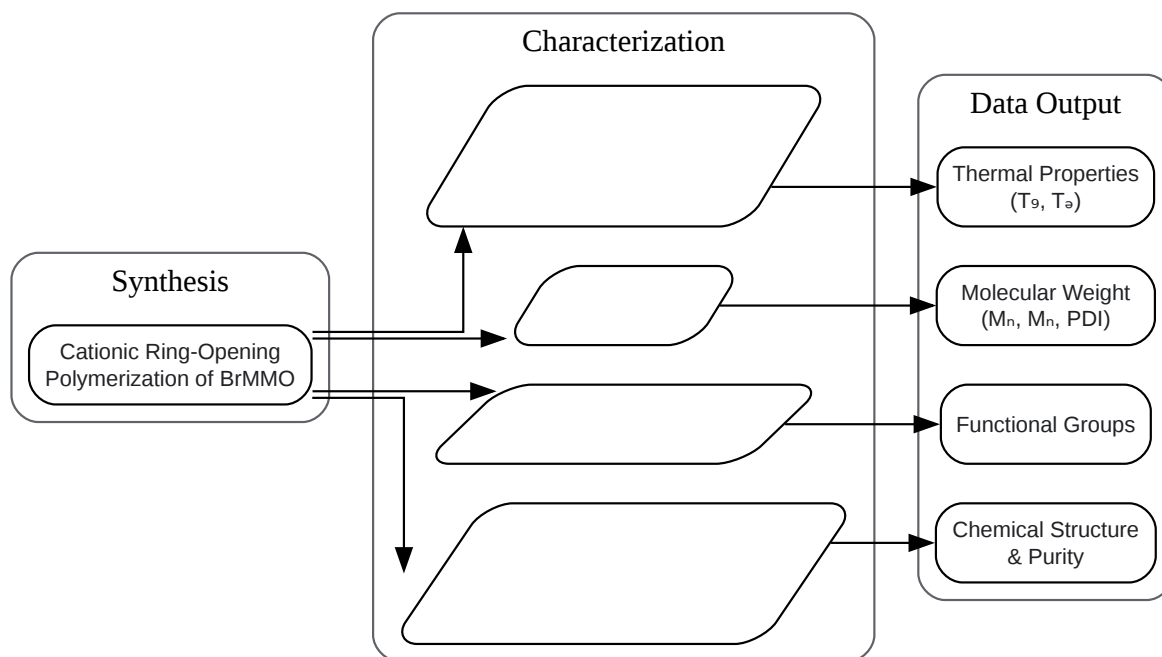 Characterization
Data Output
Thermal Properties
(T₉, Tₔ)
Synthesis
Molecular Weight
(Mₙ, Mₙ, PDI)
Cationic Ring-Opening
Polymerization of BrMMO
Functional Groups
Chemical Structure
& Purity